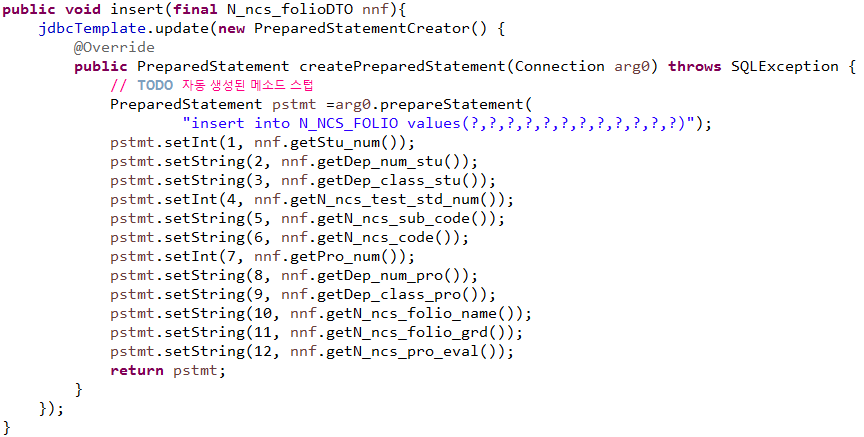 public void insert(final N_ncs_folioDTO nnf){
jdbcTemplate.update(new PreparedStatementCreator() {
@Override
public PreparedStatement createPreparedStatement(Connection arg0) throws SQLException {
// TODO 자동 생성된 메소드 스텁
PreparedStatement pstmt =arg0.prepareStatement(
"insert into N_NCS_FOLIO values(?,?,?,?,?,?,?,?,?,?,?,?)");
pstmt.setInt(1, nnf.getStu_num());
pstmt.setString(2, nnf.getDep_num_stu());
pstmt.setString(3, nnf.getDep_class_stu());
pstmt.setInt(4, nnf.getN_ncs_test_std_num());
pstmt.setString(5, nnf.getN_ncs_sub_code());
pstmt.setString(6, nnf.getN_ncs_code());
pstmt.setInt(7, nnf.getPro_num());
pstmt.setString(8, nnf.getDep_num_pro());
pstmt.setString(9, nnf.getDep_class_pro());
pstmt.setString(10, nnf.getN_ncs_folio_name());
pstmt.setString(11, nnf.getN_ncs_folio_grd());
pstmt.setString(12, nnf.getN_ncs_pro_eval());
return pstmt;
}
});
}